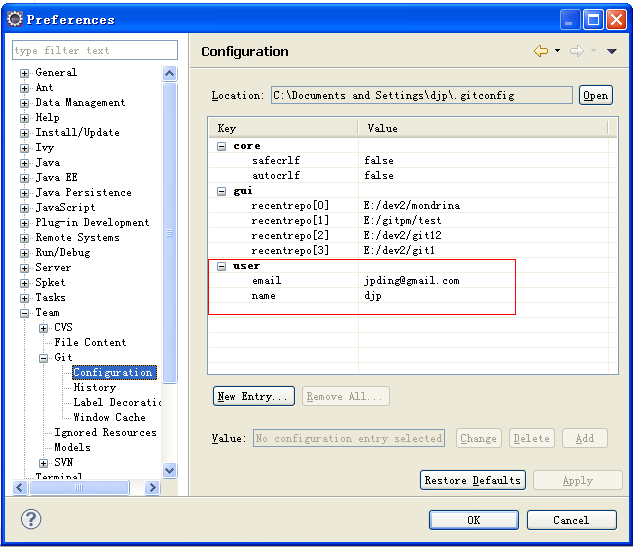 Preferences
type filter text
General
Ant
Data Management
Help
Install/Update
Ivy
Java
Java EE
Java Persistence
JavaScript
Plug-in Development
Remote Systems
Run/Debug
Server
Spket
Tasks
Team
CVS
File Content
Git
Configuration
History
Label Decoratio
Window Cache
Ignored Resources
Models
SVN
Terminal
Configuration
Location: C:\Documents and Settings\djp\.gitconfig Open
Key Value
core
safecrlf false
autocrlf false
gui
recentrepo[0] E:/dev2/mondrina
recentrepo[1] E:/gitpm/test
recentrepo[2] E:/dev2/git12
recentrepo[3] E:/dev2/git1
user
email jpding@gmail.com
name djp
New Entry... Remove All...
Value: No configuration entry selected Change Delete Add
Restore Defaults Apply
? OK Cancel